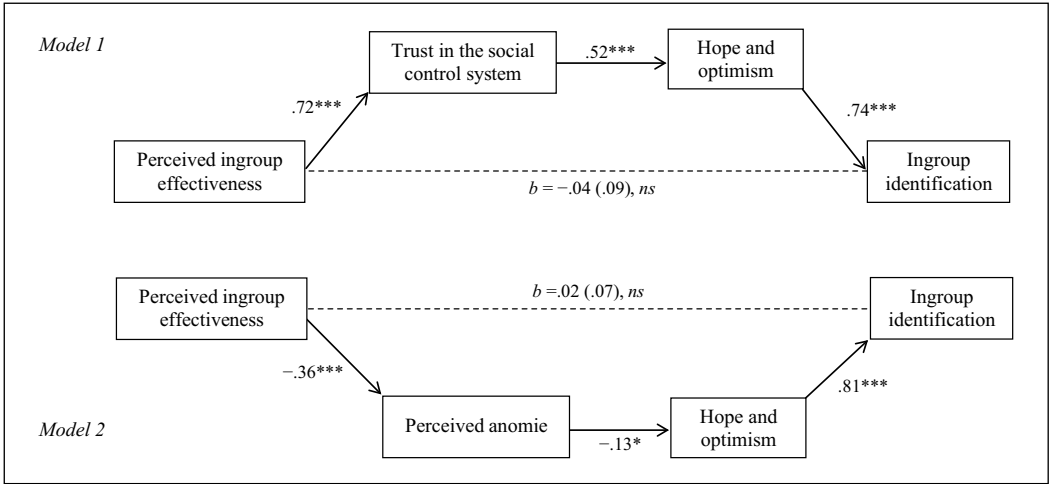 Model 1
Trust in the social
control system
.52***
Hope and
optimism
.72***
.74***
Perceived ingroup
effectiveness
b = −.04 (.09), ns
Ingroup
identification
Perceived ingroup
effectiveness
b =.02 (.07), ns
Ingroup
identification
−.36***
.81***
Model 2
Perceived anomie
−.13*
Hope and
optimism